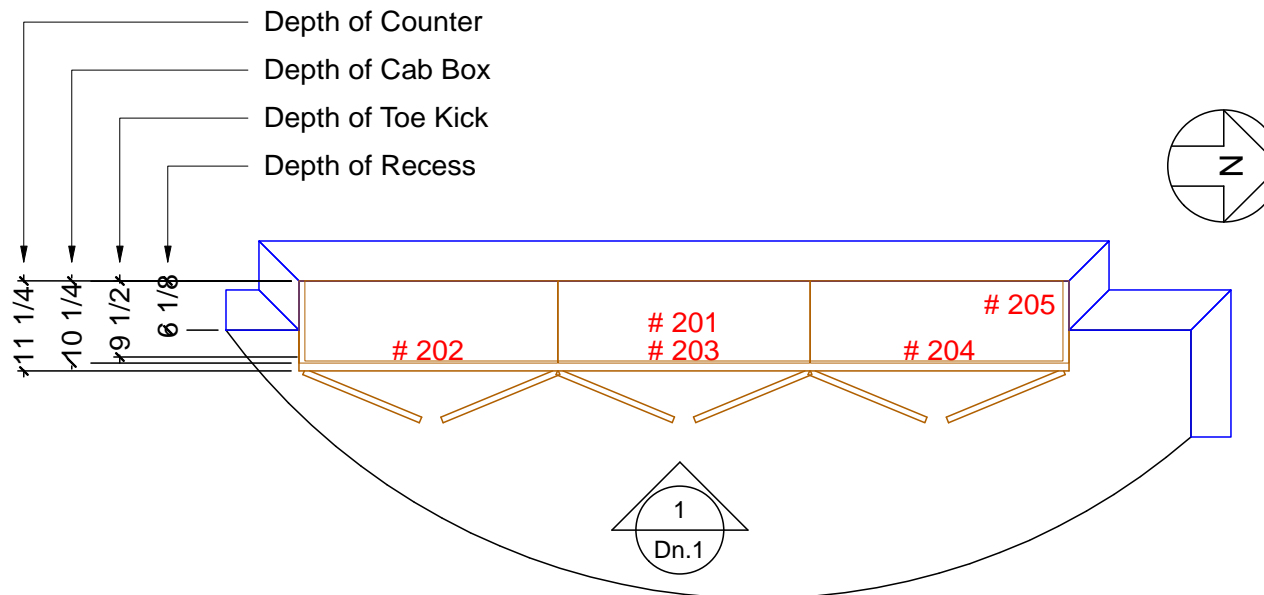 Depth of Counter
Depth of Cab Box
Depth of Toe Kick
Depth of Recess
N
11 1/4
10 1/4
9 1/2
6 1/8
# 205
# 201
# 202
# 203
# 204
1
Dn.1